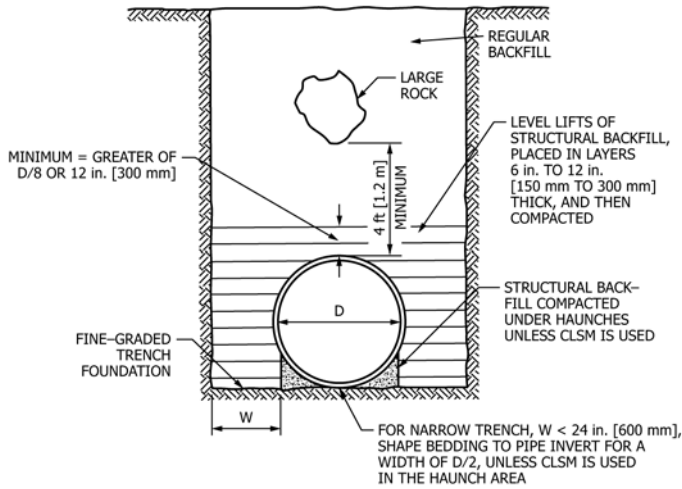 REGULAR
BACKFILL
LARGE
ROCK
MINIMUM = GREATER OF
D/8 OR 12 in. [300 mm]
4 ft [1.2 m]
MINIMUM
LEVEL LIFTS OF
STRUCTURAL BACKFILL,
PLACED IN LAYERS
6 in. TO 12 in.
[150 mm TO 300 mm]
THICK, AND THEN
COMPACTED
D
STRUCTURAL BACK–
FILL COMPACTED
UNDER HAUNCHES
UNLESS CLSM IS USED
FINE–GRADED
TRENCH
FOUNDATION
W
FOR NARROW TRENCH, W < 24 in. [600 mm],
SHAPE BEDDING TO PIPE INVERT FOR A
WIDTH OF D/2, UNLESS CLSM IS USED
IN THE HAUNCH AREA